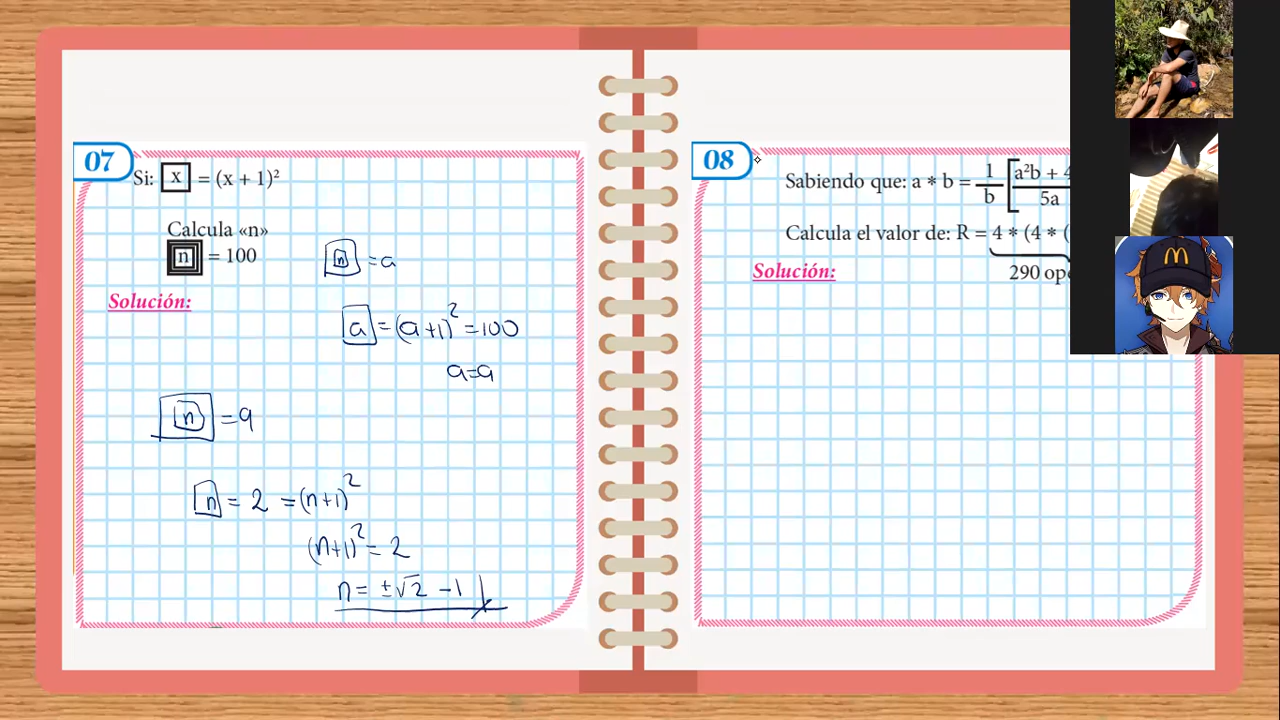 07
Si: x = (x + 1)²
Calcula «n»
n = 100
Solución:
n = a
a = (a+1)² = 100
a=9
n = 9
n = 2 = (n+1)²
(n+1)² = 2
n = ±√2 - 1
08
Sabiendo que: a * b = 1/b [a²b + 4 / 5a
Calcula el valor de: R = 4 * (4 * (
290 op
Solución: